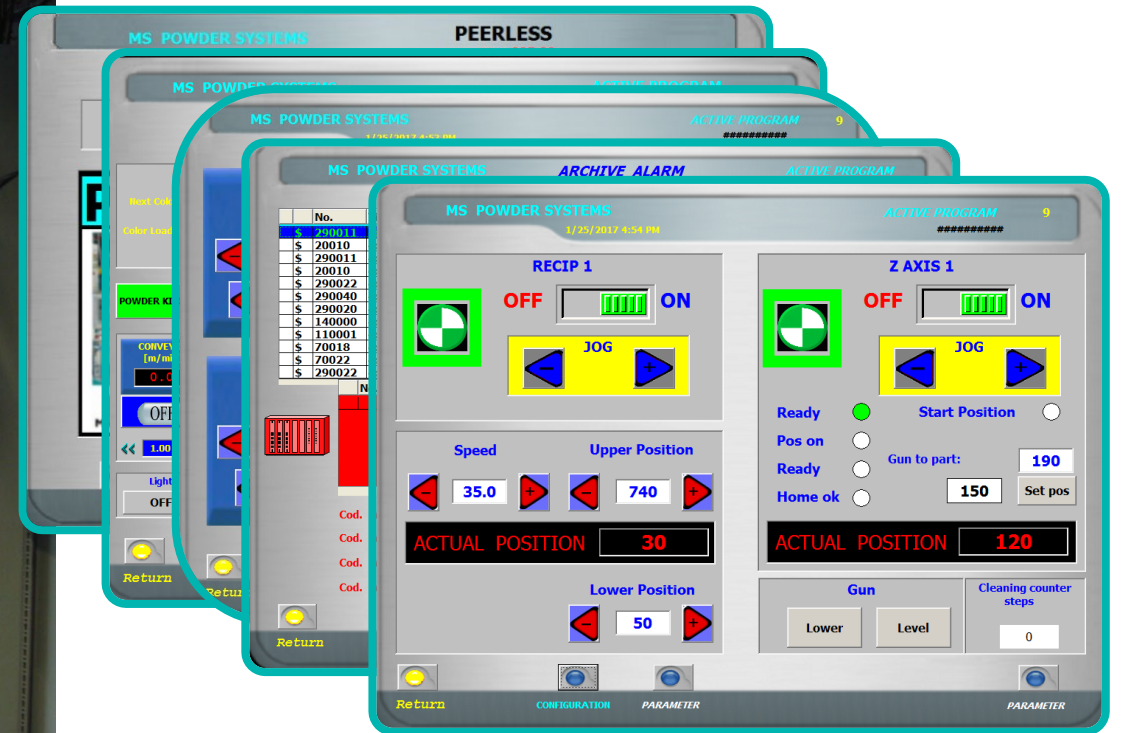 MS POWDER SYSTEMS
PEERLESS
MS POWDER SYSTEMS
ACTIVE PROGRAM
MS POWDER SYSTEMS
1/25/2017 4:53 PM
ACTIVE PROGRAM 9
##########
MS POWDER SYSTEMS
ARCHIVE ALARM
ACTIVE PROGRAM
No.
$ 290011
$ 20010
$ 290011
$ 20010
$ 290022
$ 290040
$ 290020
$ 140000
$ 110001
$ 70018
$ 70022
$ 290022
Cod.
Cod.
Cod.
Cod.
Return
Next
Color
POWDER
[m/mi
OFF
1.00
Light
OFF
Return
MS POWDER SYSTEMS
1/25/2017 4:54 PM
ACTIVE PROGRAM 9
##########
RECIP 1
OFF ON
JOG
- +
Speed
Upper Position
- 35.0 +
- 740 +
ACTUAL POSITION 30
Lower Position
- 50 +
Z AXIS 1
OFF ON
JOG
- +
Ready
Start Position
Pos on
Gun to part: 190
Ready
150 Set pos
Home ok
ACTUAL POSITION 120
Gun
Lower Level
Cleaning counter
steps
0
Return
CONFIGURATION
PARAMETER
PARAMETER